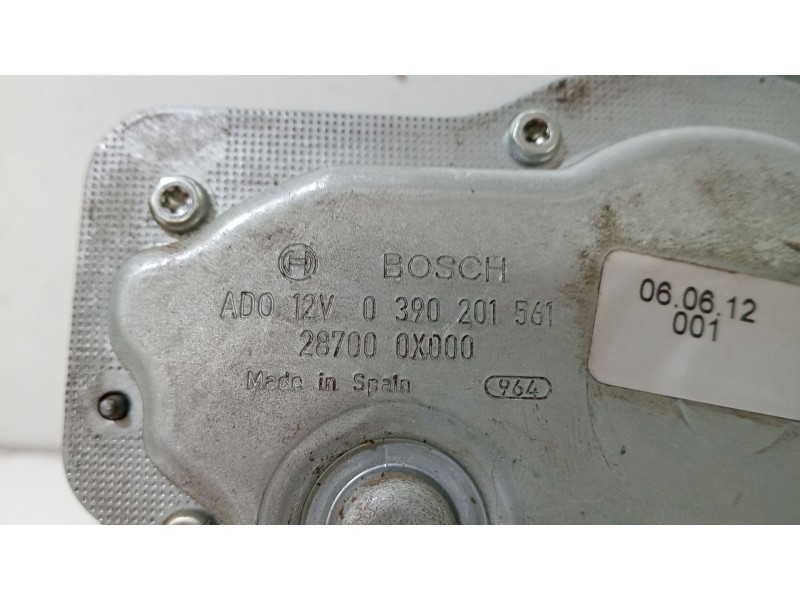 BOSCH
ADO 12V 0 390 201 561
28700 0X000
Made in Spain 964
06.06.12
001